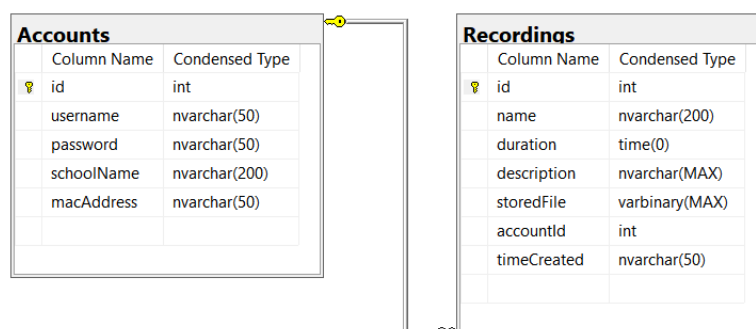 Accounts
Column Name Condensed Type
id int
username nvarchar(50)
password nvarchar(50)
schoolName nvarchar(200)
macAddress nvarchar(50)
Recordings
Column Name Condensed Type
id int
name nvarchar(200)
duration time(0)
description nvarchar(MAX)
storedFile varbinary(MAX)
accountId int
timeCreated nvarchar(50)